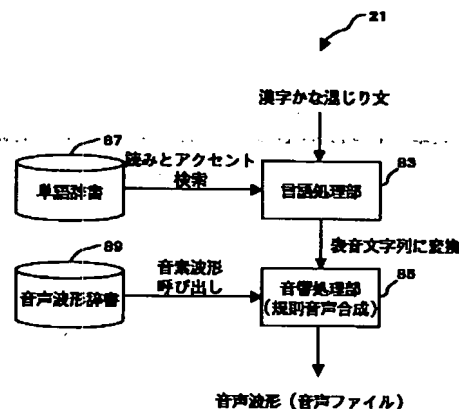 21
漢字かな混じり文
87
読みとアクセント
検索
83
単語辞書
言語処理部
表音文字列に変換
89
音素波形
呼び出し
85
音声波形辞書
音響処理部
(規則音声合成)
音声波形(音声ファイル)